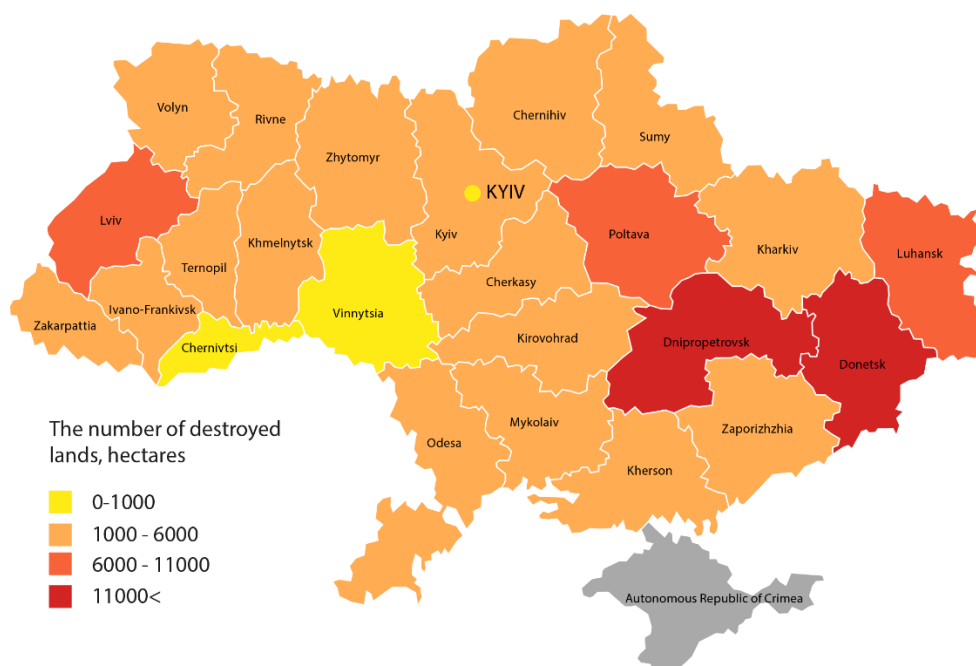 Volyn
Rivne
Chernihiv
Sumy
Zhytomyr
KYIV
Lviv
Kyiv
Poltava
Khmelnytsk
Ternopil
Kharkiv
Luhansk
Cherkasy
Ivano-Frankivsk
Vinnytsia
Zakarpattia
Chernivtsi
Kirovohrad
Dnipropetrovsk
Donetsk
Mykolaiv
Odesa
Zaporizhzhia
Kherson
The number of destroyed
lands, hectares
0-1000
1000 - 6000
6000 - 11000
11000<
Autonomous Republic of Crimea